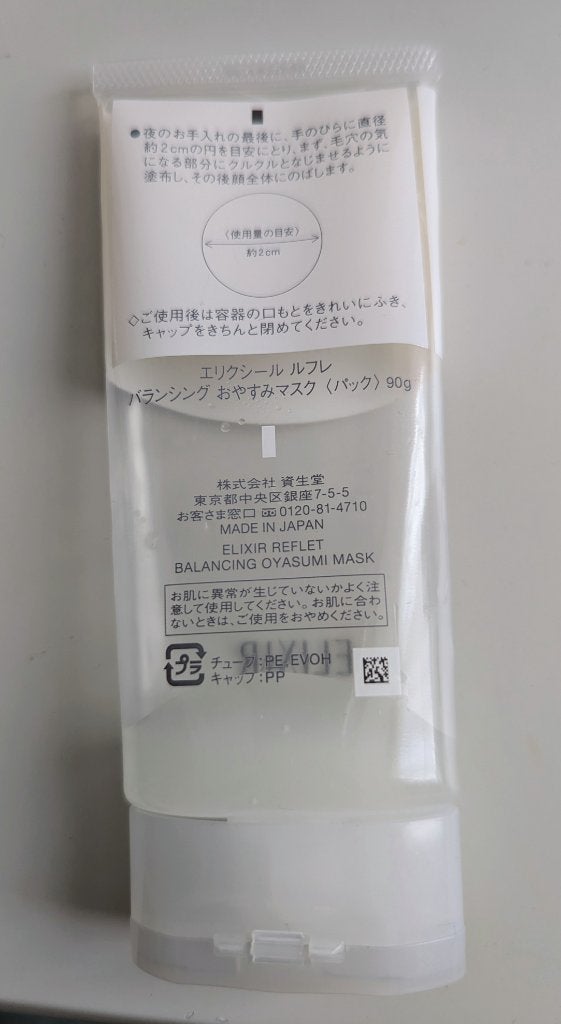 ●夜のお手入れの最後に、手のひらに直径
約2cmの円を目安にとり、まず、毛穴の気
になる部分にクルクルとなじませるように
塗布し、その後顔全体にのばします。
〈使用量の目安〉
約2cm
◇ご使用後は容器の口もとをきれいにふき、
キャップをきちんと閉めてください。
エリクシール ルフレ
バランシング おやすみマスク〈パック〉90g
株式会社 資生堂
東京都中央区銀座7-5-5
お客さま窓口 0120-81-4710
MADE IN JAPAN
ELIXIR REFLET
BALANCING OYASUMI MASK
お肌に異常が生じていないかよく注
意して使用してください。お肌に合わ
ないときは、ご使用をおやめください。
プラ
チューブ:PE,EVOH
キャップ:PP
ELIXIR